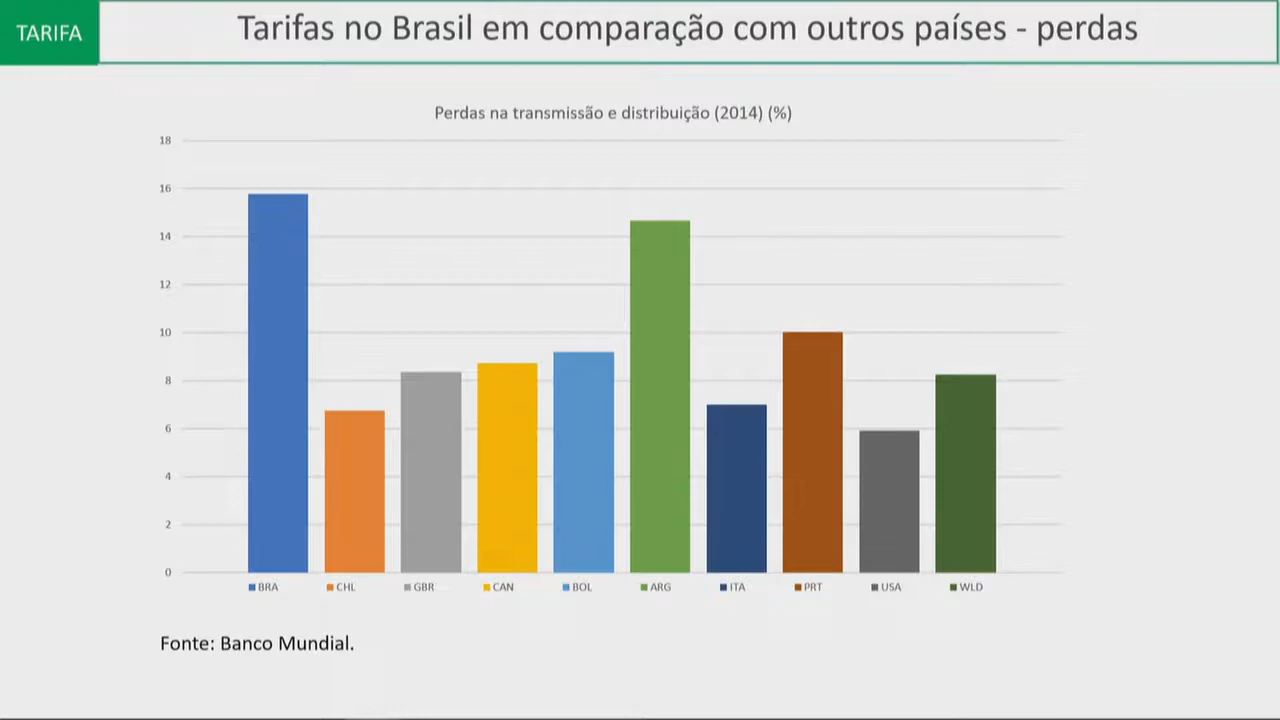 TARIFA
Tarifas no Brasil em comparação com outros países - perdas
Perdas na transmissão e distribuição (2014) (%)
18
16
14
12
10
8
6
4
2
0
BRA CHL GBR CAN BOL ARG ITA PRT USA WLD
Fonte: Banco Mundial.